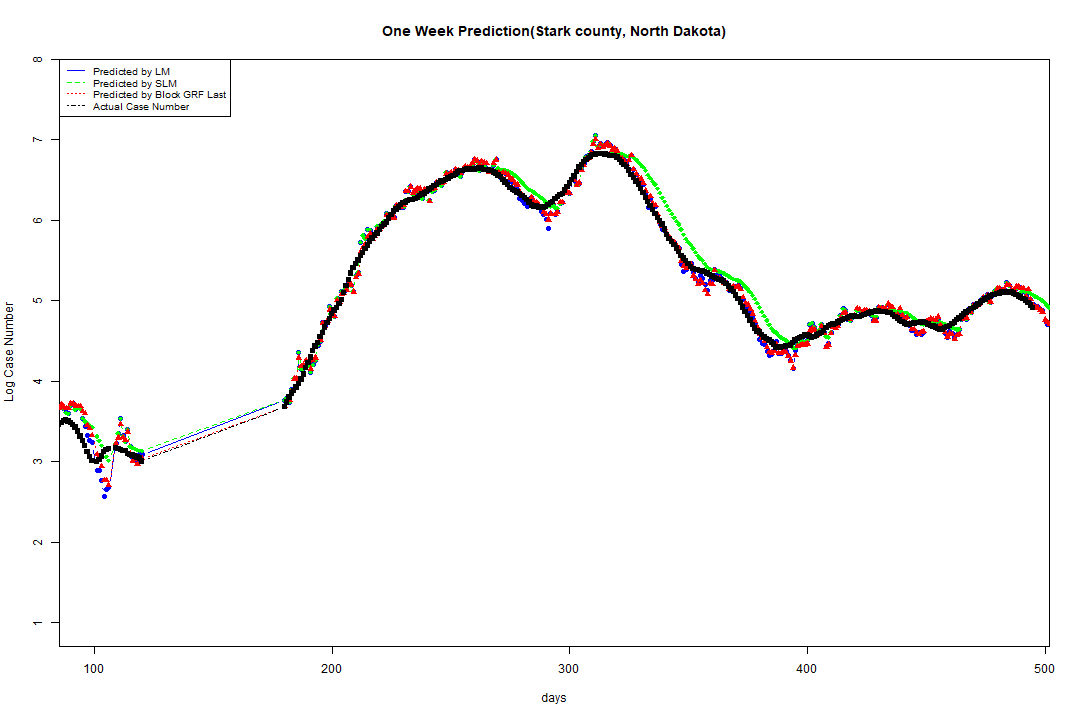 One Week Prediction(Stark county, North Dakota)
Predicted by LM
Predicted by SLM
Predicted by Block GRF Last
Actual Case Number
8
7
6
5
4
3
2
1
Log Case Number
100 200 300 400 500
days